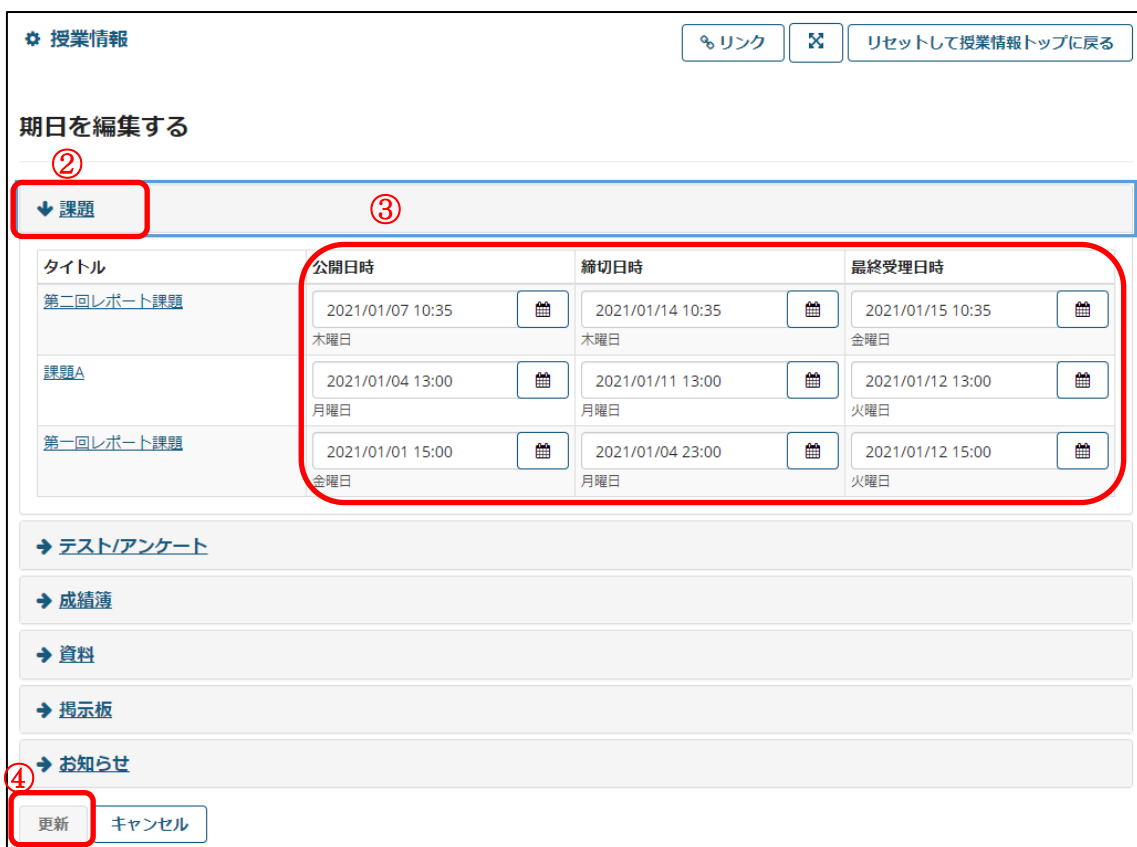 授業情報 リンク リセットして授業情報トップに戻る
期日を編集する
②
課題 ③
タイトル 公開日時 締切日時 最終受理日時
第二回レポート課題 2021/01/07 10:35 2021/01/14 10:35 2021/01/15 10:35
木曜日 木曜日 金曜日
課題A 2021/01/04 13:00 2021/01/11 13:00 2021/01/12 13:00
月曜日 月曜日 火曜日
第一回レポート課題 2021/01/01 15:00 2021/01/04 23:00 2021/01/12 15:00
金曜日 月曜日 火曜日
テスト/アンケート
成績簿
資料
掲示板
お知らせ
④
更新 キャンセル